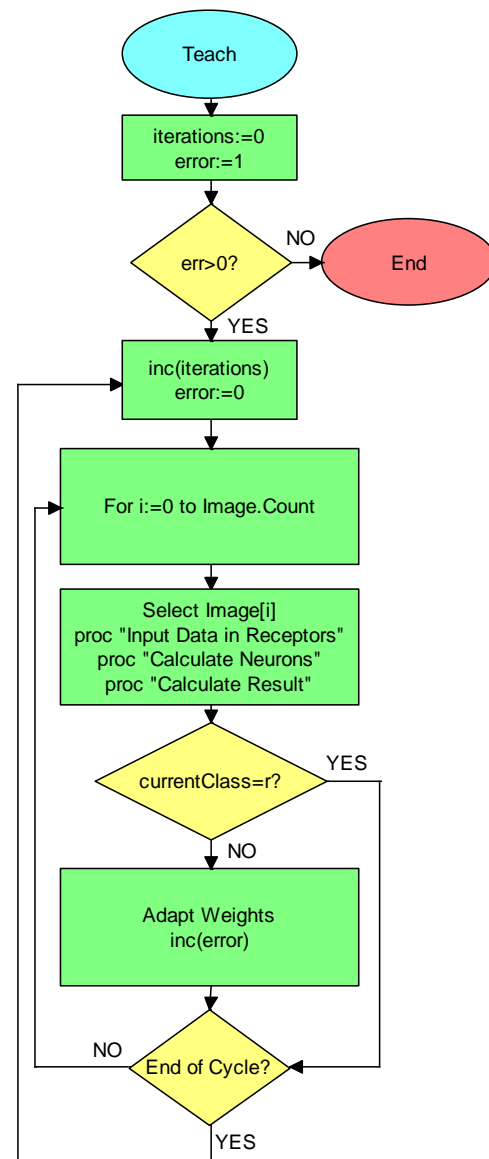 Teach
iterations:=0
error:=1
err>0?
NO
End
YES
inc(iterations)
error:=0
For i:=0 to Image.Count
Select Image[i]
proc "Input Data in Receptors"
proc "Calculate Neurons"
proc "Calculate Result"
currentClass=r?
YES
NO
Adapt Weights
inc(error)
NO
End of Cycle?
YES